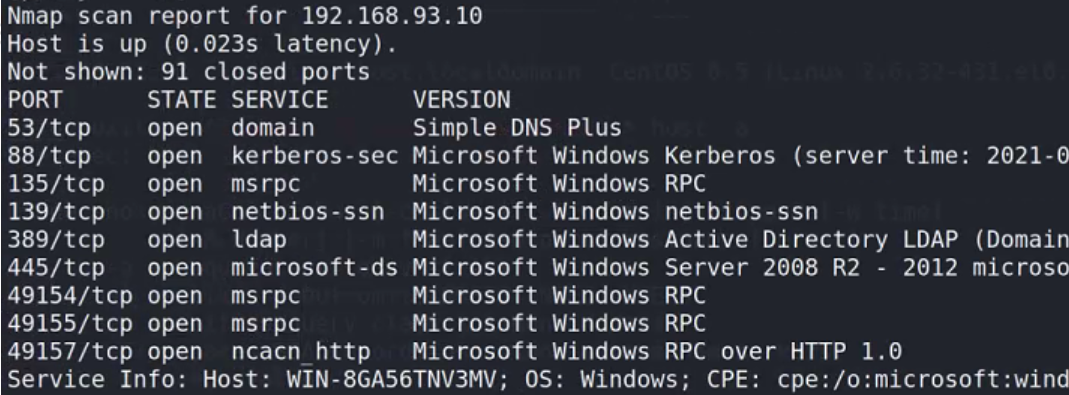 Nmap scan report for 192.168.93.10
Host is up (0.023s latency).
Not shown: 91 closed ports
PORT      STATE SERVICE      VERSION
53/tcp    open  domain       Simple DNS Plus
88/tcp    open  kerberos-sec Microsoft Windows Kerberos (server time: 2021-0
135/tcp   open  msrpc        Microsoft Windows RPC
139/tcp   open  netbios-ssn  Microsoft Windows netbios-ssn
389/tcp   open  ldap         Microsoft Windows Active Directory LDAP (Domain
445/tcp   open  microsoft-ds Microsoft Windows Server 2008 R2 - 2012 microso
49154/tcp open  msrpc        Microsoft Windows RPC
49155/tcp open  msrpc        Microsoft Windows RPC
49157/tcp open  ncacn_http   Microsoft Windows RPC over HTTP 1.0
Service Info: Host: WIN-8GA56TNV3MV; OS: Windows; CPE: cpe:/o:microsoft:wind